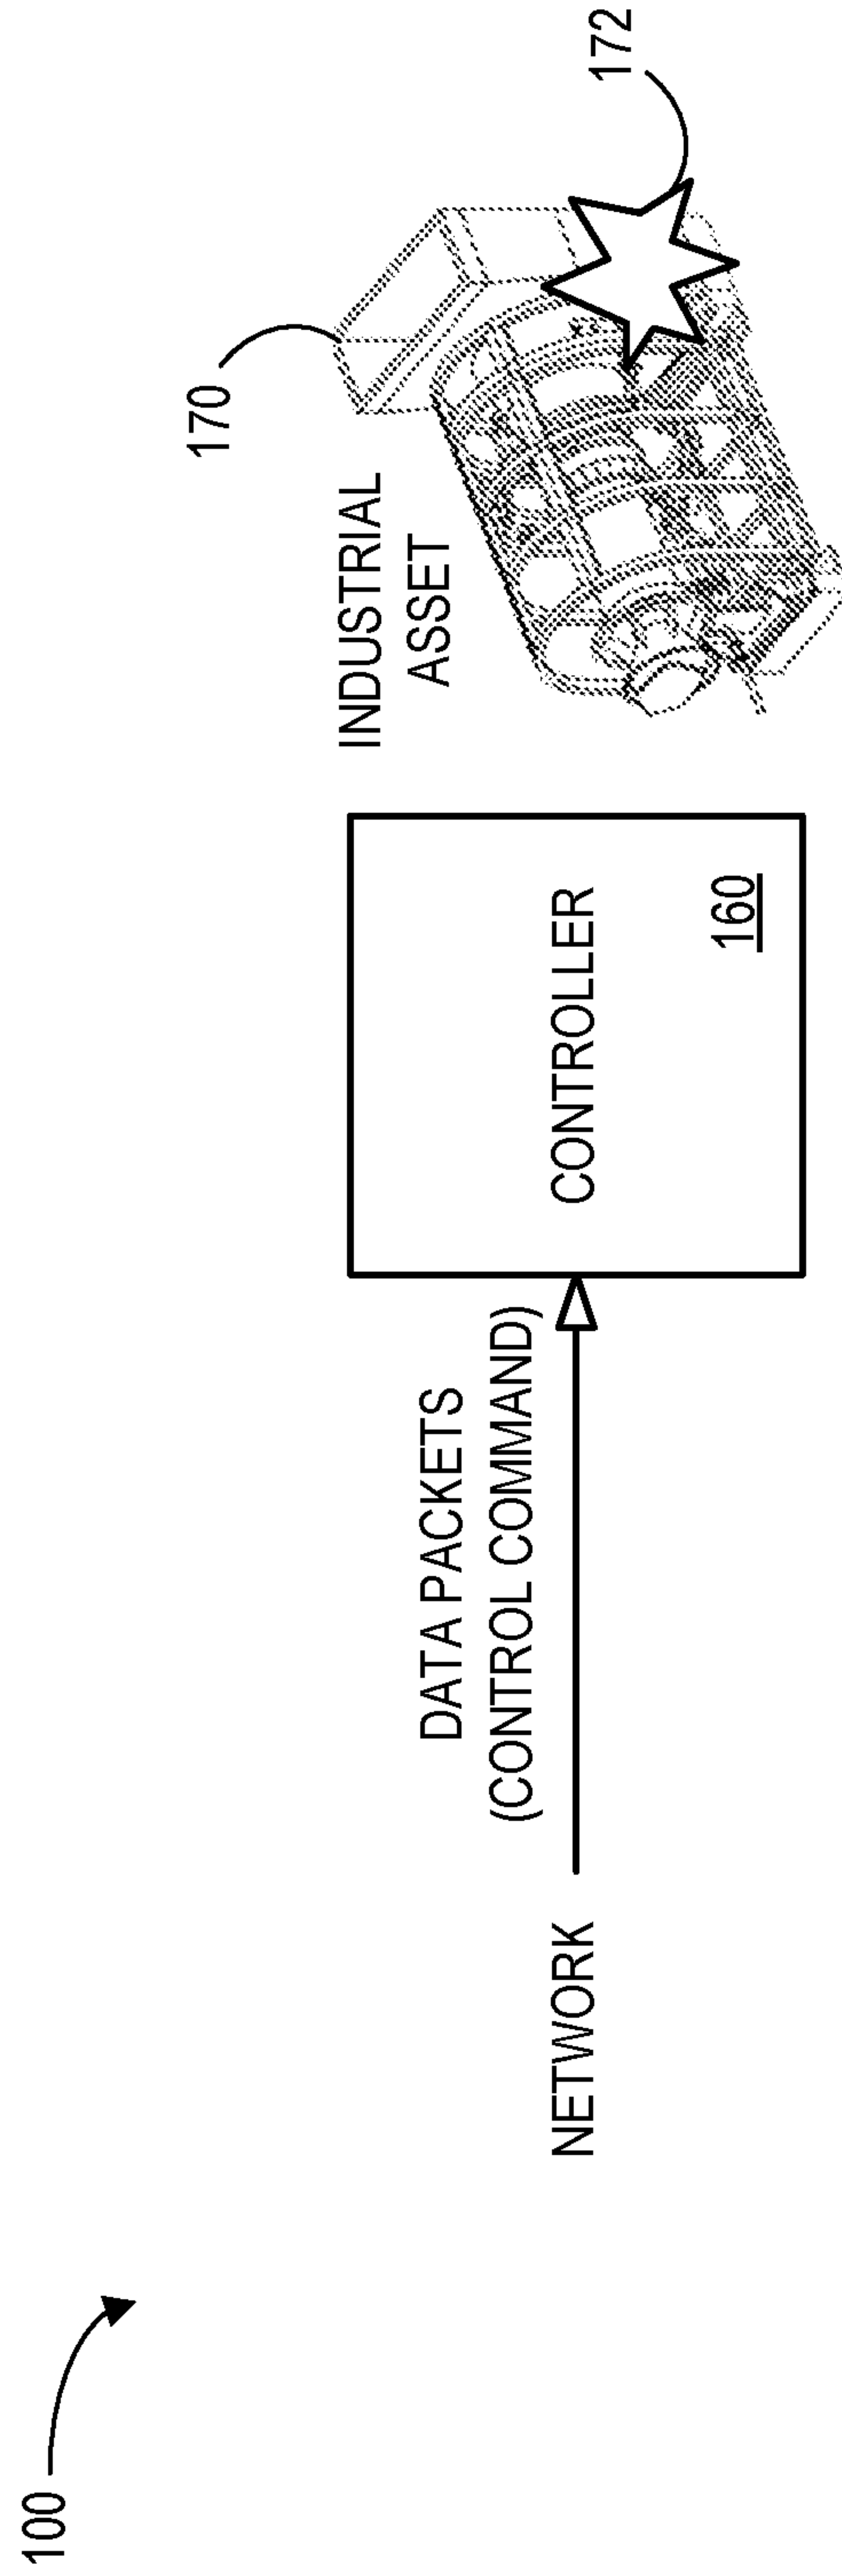 100
NETWORK
DATA PACKETS
(CONTROL COMMAND)
CONTROLLER
160
INDUSTRIAL
ASSET
170
172